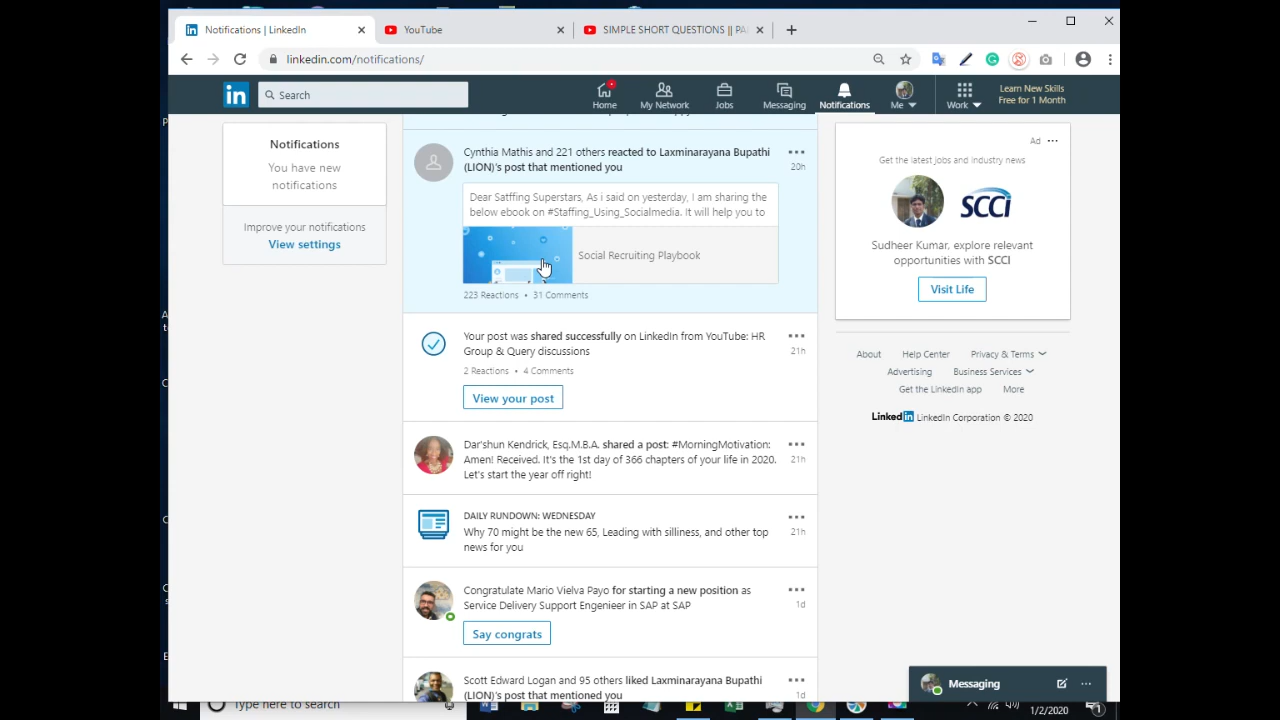 Notifications | LinkedIn
YouTube
SIMPLE SHORT QUESTIONS || PA
linkedin.com/notifications/
in
Search
Home
My Network
Jobs
Messaging
Notifications
Me
Work
Learn New Skills
Free for 1 Month
Notifications
You have new
notifications
Improve your notifications
View settings
Cynthia Mathis and 221 others reacted to Laxminarayana Bupathi
(LION)'s post that mentioned you
20h
Dear Satffing Superstars, As i said on yesterday, I am sharing the
below ebook on #Staffing_Using_Socialmedia. It will help you to
Social Recruiting Playbook
223 Reactions • 31 Comments
Your post was shared successfully on LinkedIn from YouTube: HR
Group & Query discussions
21h
2 Reactions • 4 Comments
View your post
Dar'shun Kendrick, Esq.M.B.A. shared a post: #MorningMotivation:
Amen! Received. It's the 1st day of 366 chapters of your life in 2020.
Let's start the year off right!
21h
DAILY RUNDOWN: WEDNESDAY
Why 70 might be the new 65, Leading with silliness, and other top
news for you
21h
Congratulate Mario Vielva Payo for starting a new position as
Service Delivery Support Engenieer in SAP at SAP
1d
Say congrats
Scott Edward Logan and 95 others liked Laxminarayana Bupathi
(LION)'s post that mentioned you
1d
Ad
Get the latest jobs and industry news
SCCI
Sudheer Kumar, explore relevant
opportunities with SCCI
Visit Life
About Help Center Privacy & Terms
Advertising Business Services
Get the LinkedIn app More
LinkedIn LinkedIn Corporation © 2020
Messaging
Type here to search
1/2/2020
1